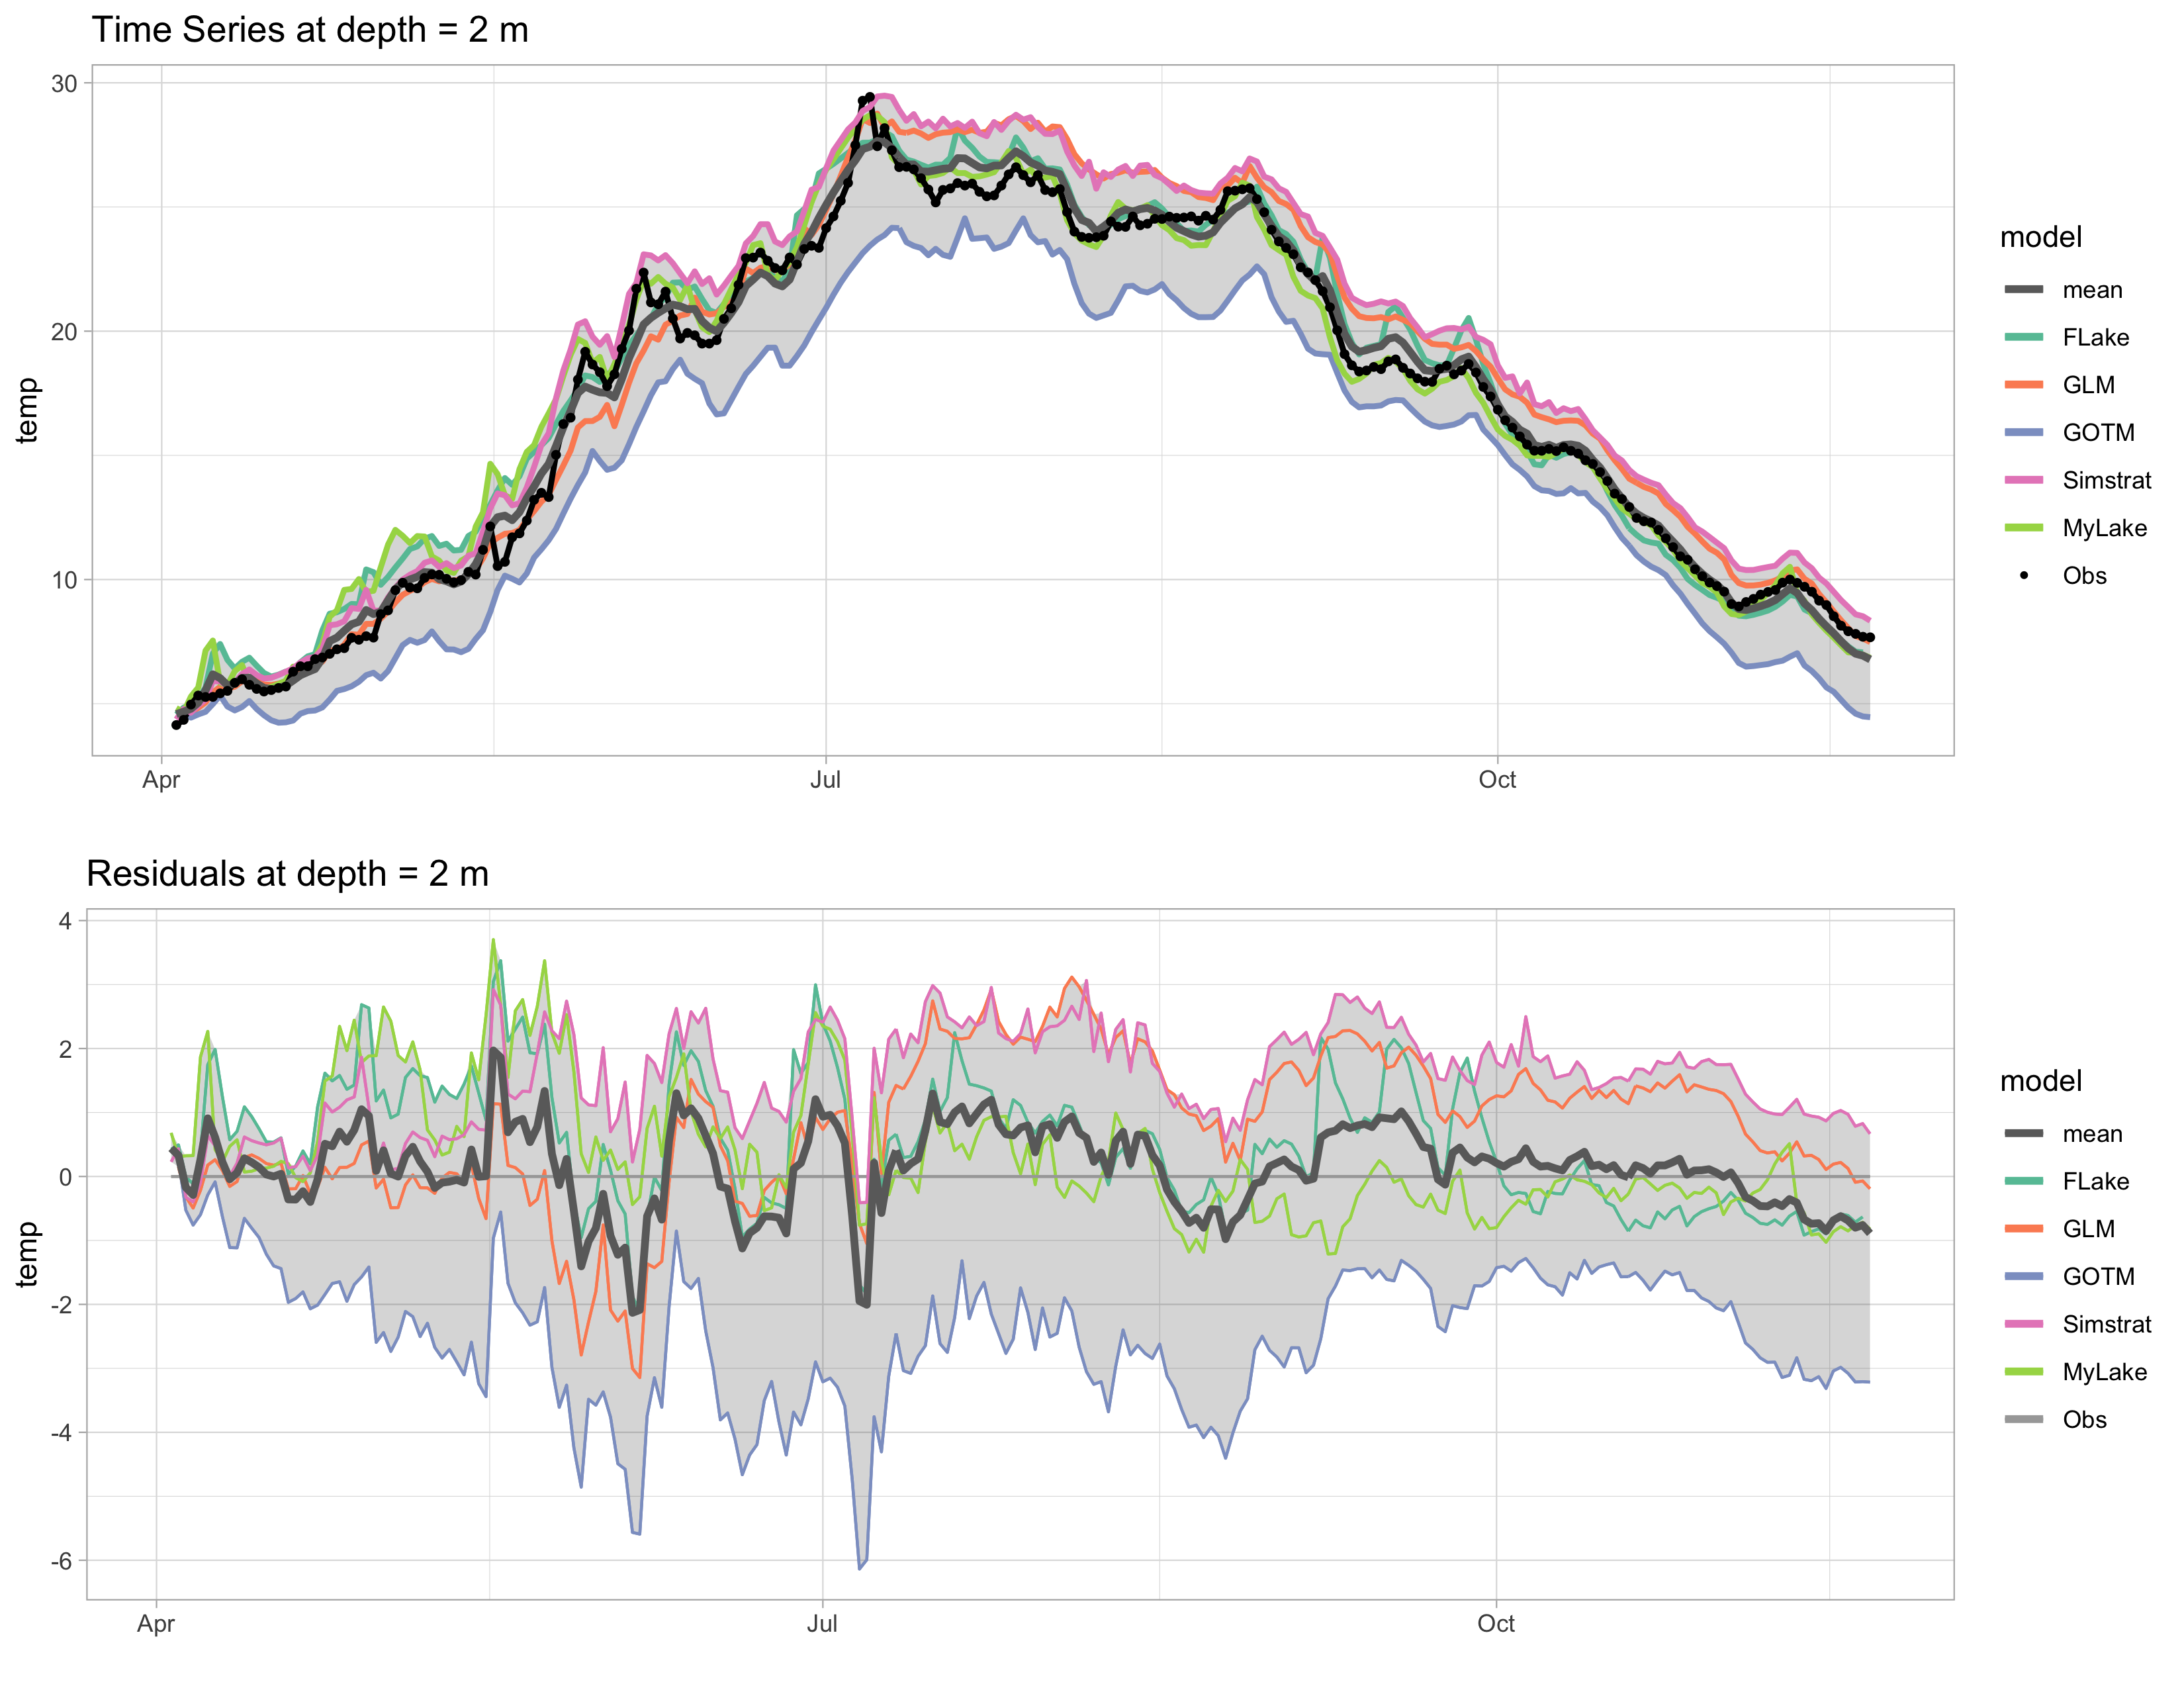 Time Series at depth = 2 m
30
20
10
temp
Apr
Jul
Oct
model
mean
FLake
GLM
GOTM
Simstrat
MyLake
Obs
Residuals at depth = 2 m
4
2
0
-2
-4
-6
temp
Apr
Jul
Oct
model
mean
FLake
GLM
GOTM
Simstrat
MyLake
Obs